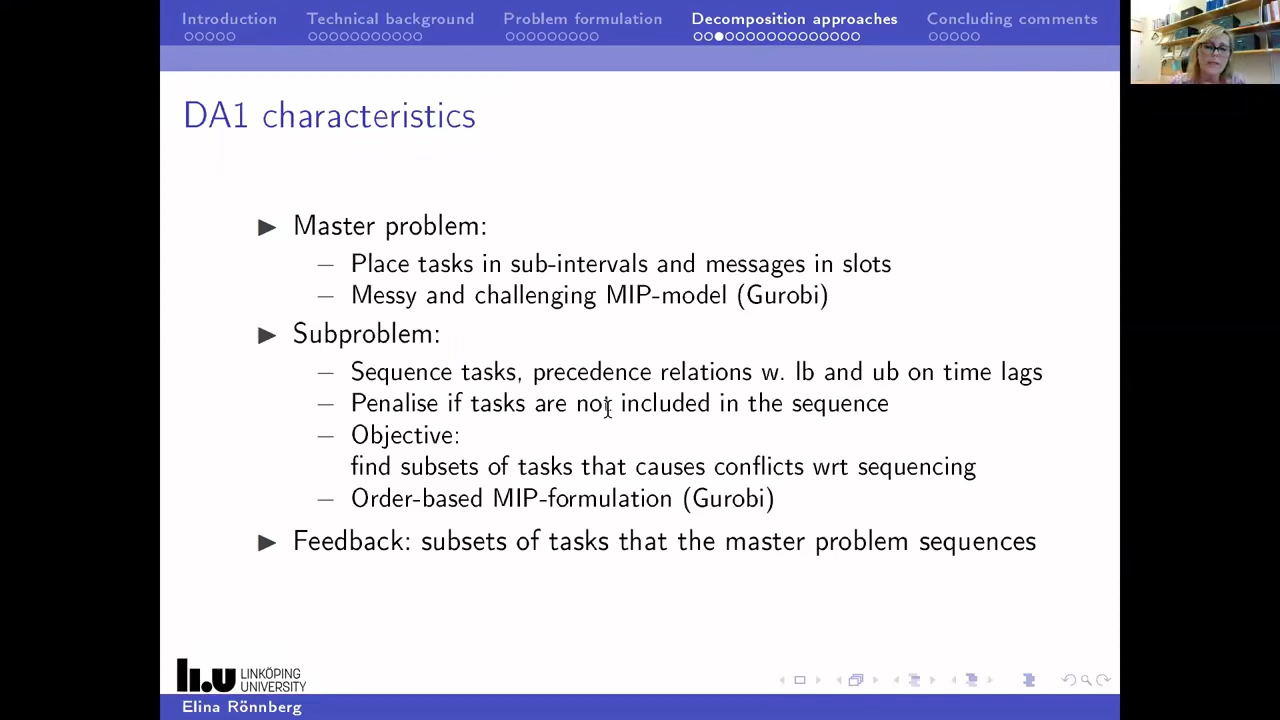 Introduction
Technical background
Problem formulation
Decomposition approaches
Concluding comments
DA1 characteristics
▶ Master problem:
– Place tasks in sub-intervals and messages in slots
– Messy and challenging MIP-model (Gurobi)
▶ Subproblem:
– Sequence tasks, precedence relations w. lb and ub on time lags
– Penalise if tasks are not included in the sequence
– Objective:
find subsets of tasks that causes conflicts wrt sequencing
– Order-based MIP-formulation (Gurobi)
▶ Feedback: subsets of tasks that the master problem sequences
li.u LINKÖPING
UNIVERSITY
Elina Rönnberg